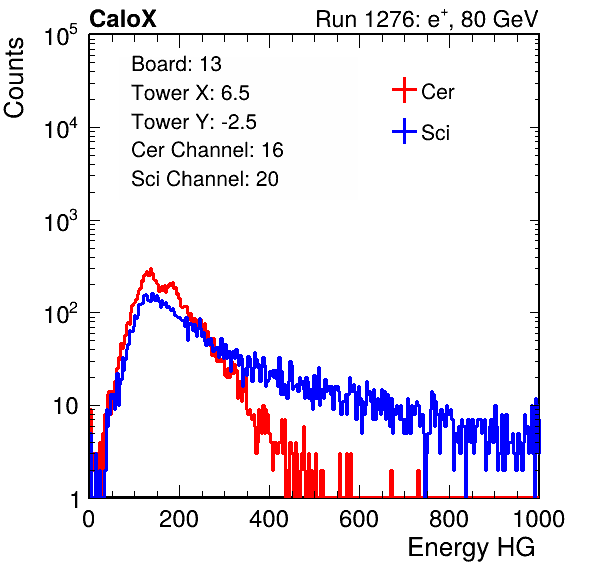 CaloX Run 1276: e⁺, 80 GeV
Counts
Board: 13
Tower X: 6.5
Tower Y: -2.5
Cer Channel: 16
Sci Channel: 20
Cer
Sci
10⁵
10⁴
10³
10²
10
1
0 200 400 600 800 1000
Energy HG